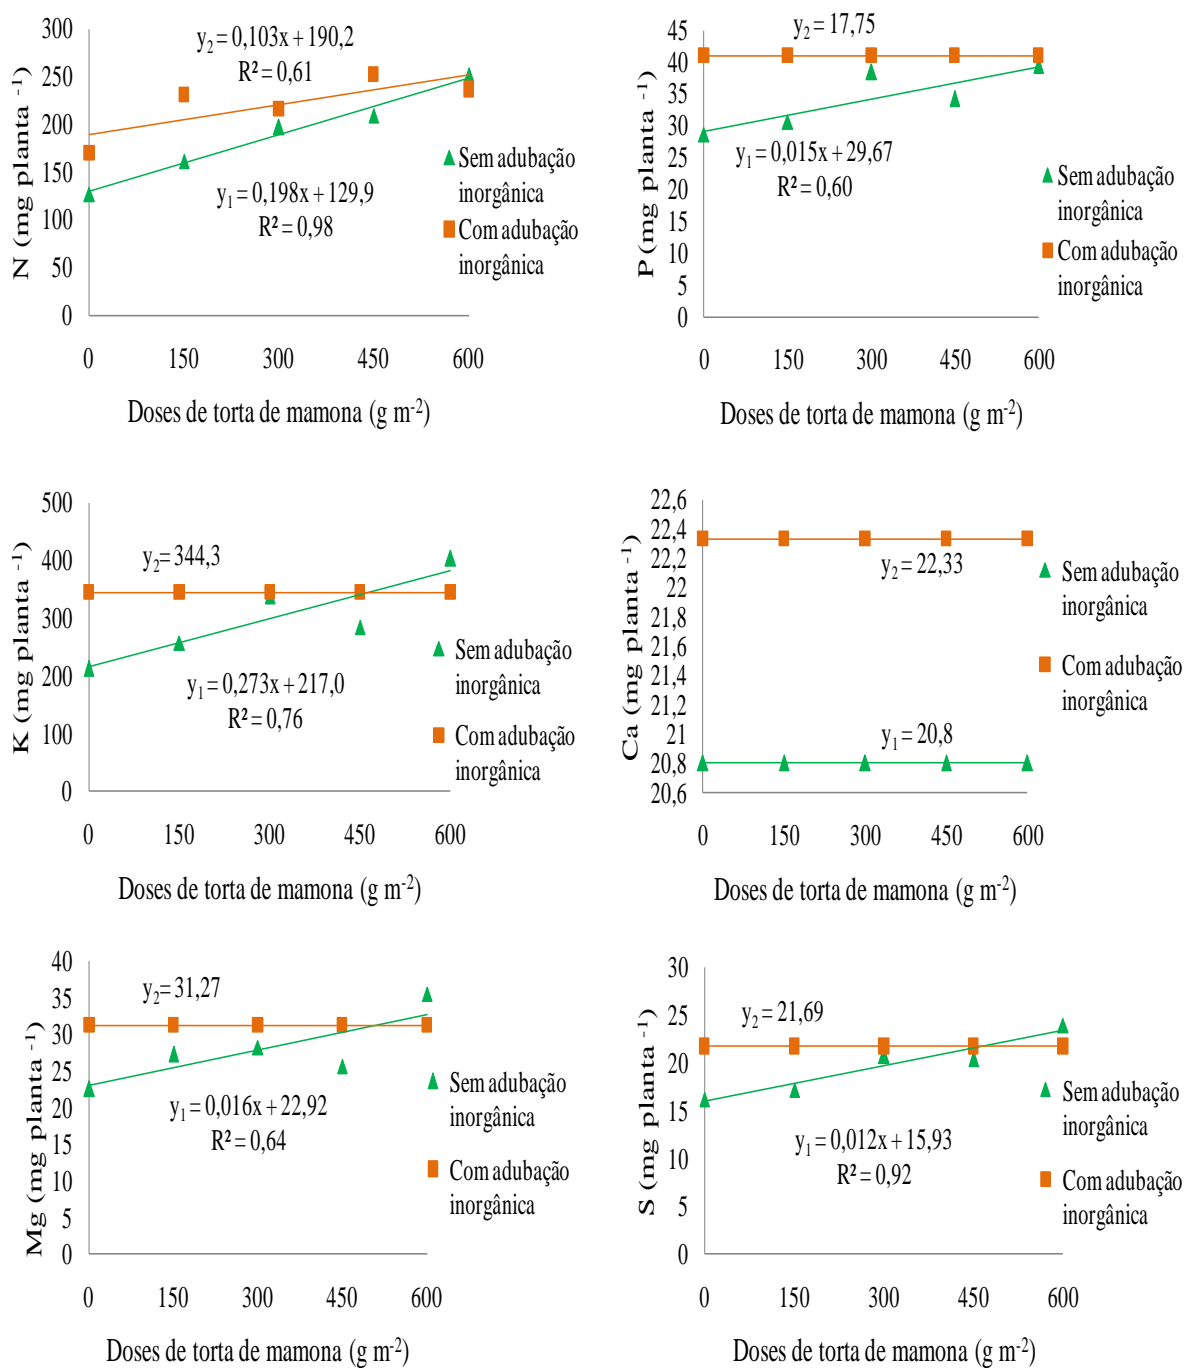 N (mg planta -1)
300
250
200
150
100
50
0
y2 = 0,103x + 190,2
R² = 0,61
y1 = 0,198x + 129,9
R² = 0,98
Sem adubação
inorgânica
Com adubação
inorgânica
0 150 300 450 600
Doses de torta de mamona (g m-2)
P (mg planta -1)
45
40
35
30
25
20
15
10
5
0
y2 = 17,75
y1 = 0,015x + 29,67
R² = 0,60
Sem adubação
inorgânica
Com adubação
inorgânica
0 150 300 450 600
Doses de torta de mamona (g m-2)
K (mg planta -1)
500
400
300
200
100
0
y2 = 344,3
y1 = 0,273x + 217,0
R² = 0,76
Sem adubação
inorgânica
Com adubação
inorgânica
0 150 300 450 600
Doses de torta de mamona (g m-2)
Ca (mg planta -1)
22,6
22,4
22,2
22
21,8
21,6
21,4
21,2
21
20,8
20,6
y2 = 22,33
y1 = 20,8
Sem adubação
inorgânica
Com adubação
inorgânica
0 150 300 450 600
Doses de torta de mamona (g m-2)
Mg (mg planta -1)
40
35
30
25
20
15
10
5
0
y2 = 31,27
y1 = 0,016x + 22,92
R² = 0,64
Sem adubação
inorgânica
Com adubação
inorgânica
0 150 300 450 600
Doses de torta de mamona (g m-2)
S (mg planta -1)
30
25
20
15
10
5
0
y2 = 21,69
y1 = 0,012x + 15,93
R² = 0,92
Sem adubação
inorgânica
Com adubação
inorgânica
0 150 300 450 600
Doses de torta de mamona (g m-2)